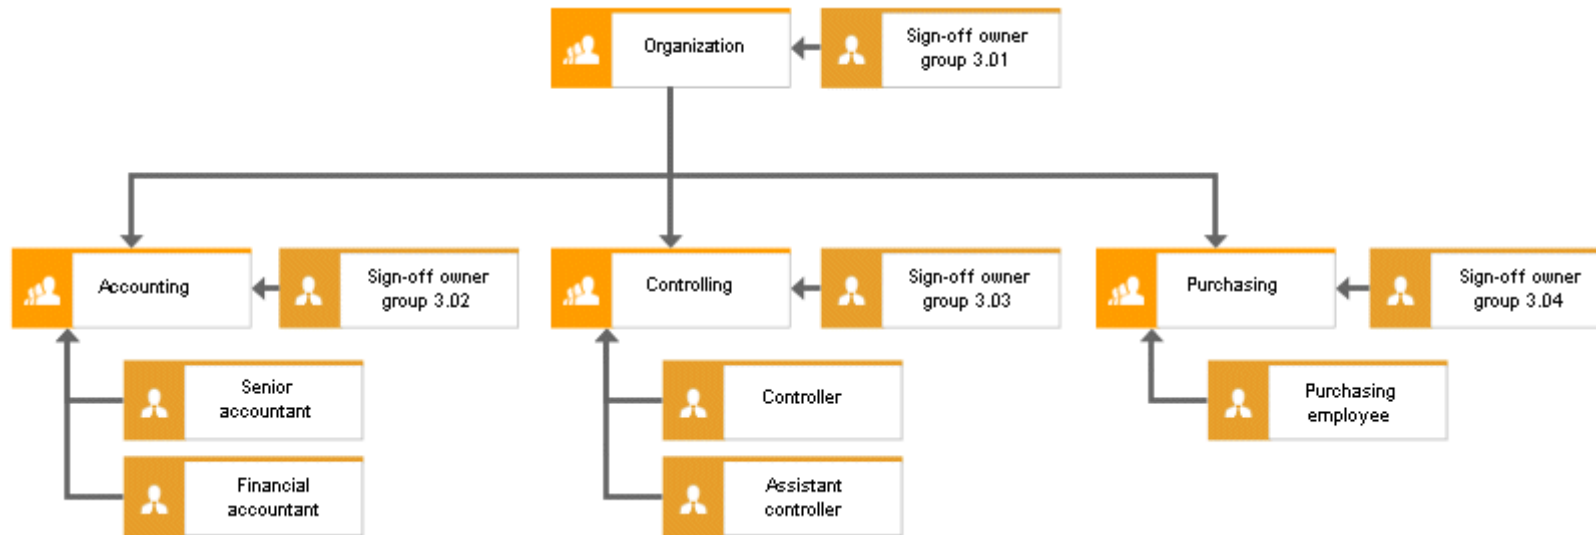 Organization
Sign-off owner
group 3.01
Accounting
Sign-off owner
group 3.02
Controlling
Sign-off owner
group 3.03
Purchasing
Sign-off owner
group 3.04
Senior
accountant
Controller
Purchasing
employee
Financial
accountant
Assistant
controller